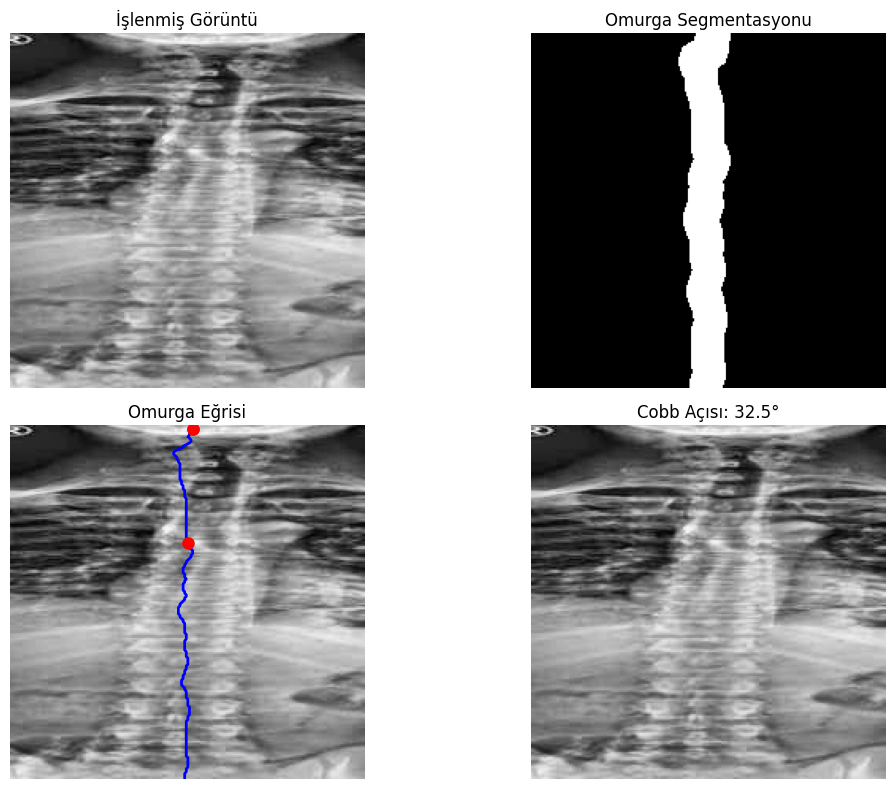 İşlenmiş Görüntü
Omurga Segmentasyonu
Omurga Eğrisi
Cobb Açısı: 32.5°